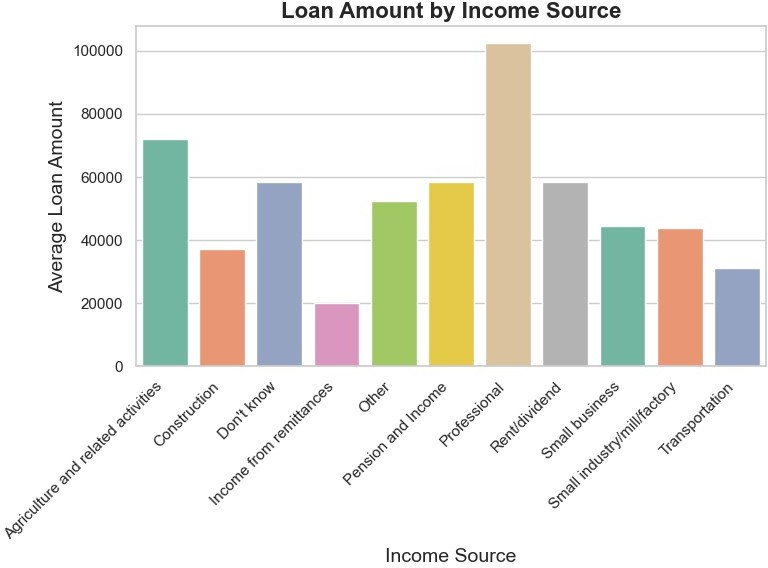 Loan Amount by Income Source
Average Loan Amount
100000
80000
60000
40000
20000
0
Agriculture and related activities
Construction
Don't know
Income from remittances
Other
Pension and Income
Professional
Rent/dividend
Small business
Small industry/mill/factory
Transportation
Income Source